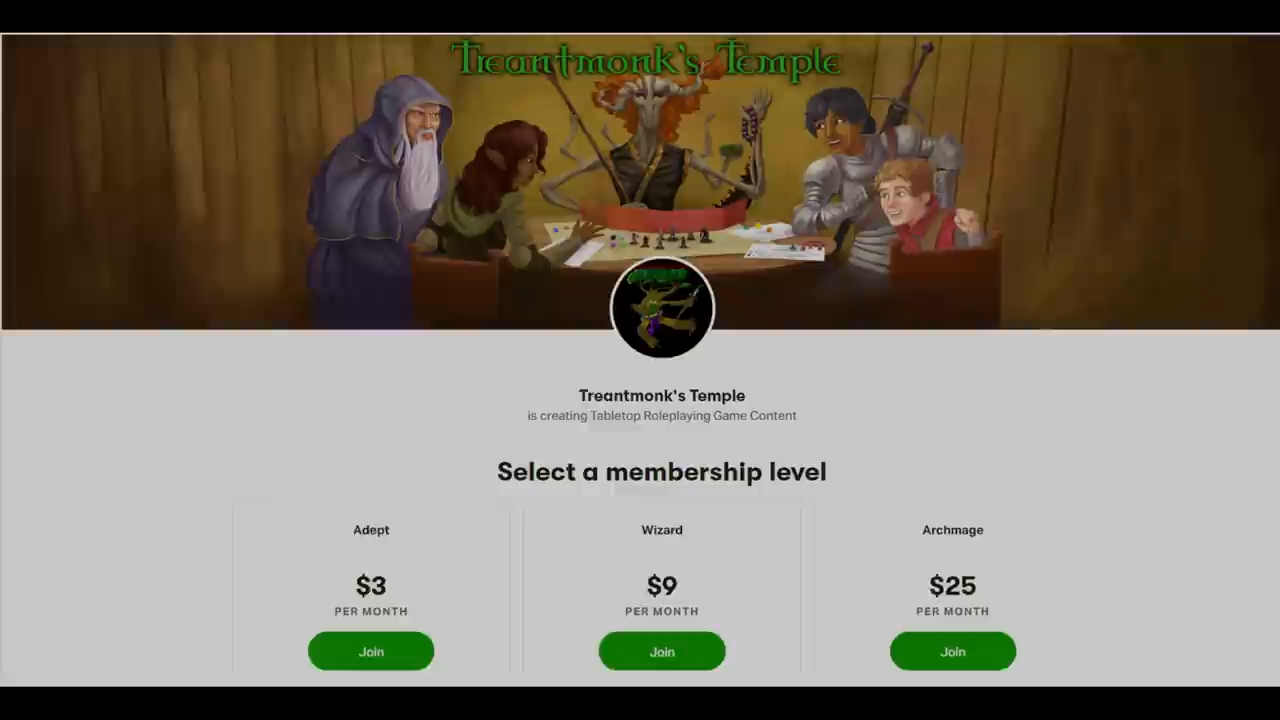 Treantmonk's Temple
Treantmonk's Temple
is creating Tabletop Roleplaying Game Content
Select a membership level
Adept
$3
PER MONTH
Join
Wizard
$9
PER MONTH
Join
Archmage
$25
PER MONTH
Join